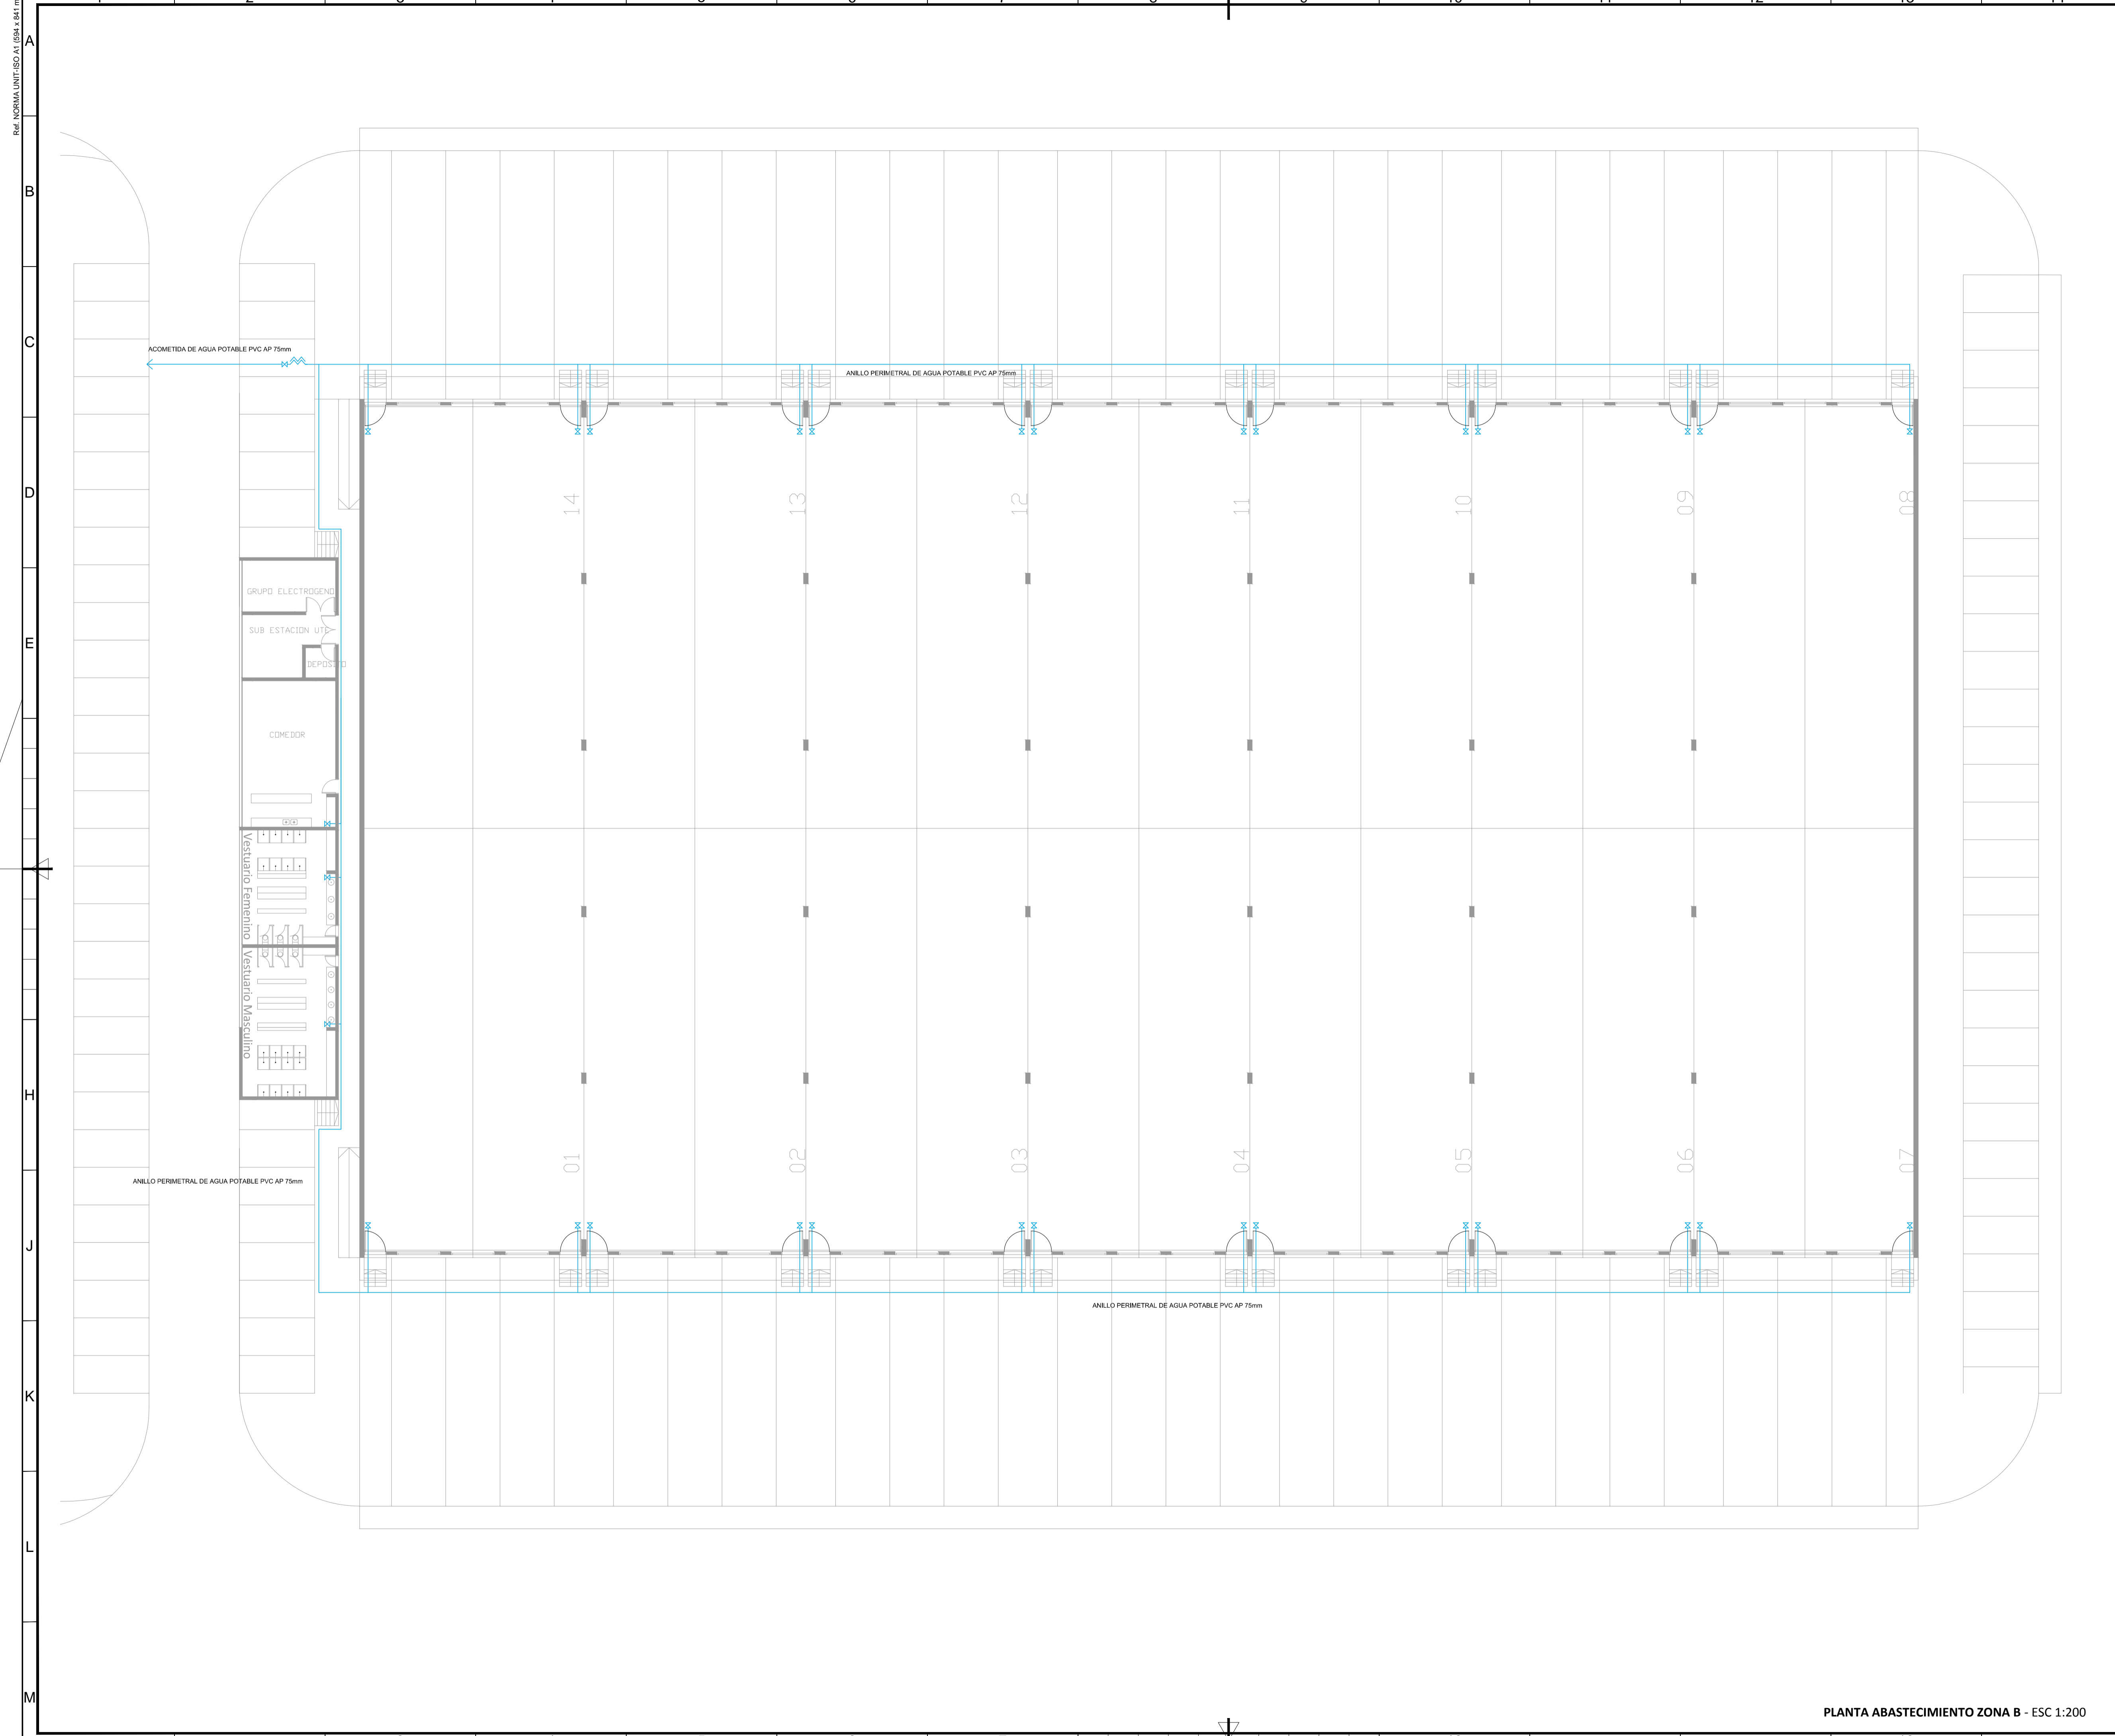 Ref. NORMA UNIT-ISO A1 (594 x 841 m
A
B
C
D
E
H
J
K
L
M
ACOMETIDA DE AGUA POTABLE PVC AP 75mm
ANILLO PERIMETRAL DE AGUA POTABLE PVC AP 75mm
14
13
12
11
10
09
08
GRUPO ELECTROGENO
SUB ESTACION UTE
DEPOSITO
COMEDOR
Vestuario Femenino
Vestuario Masculino
01
02
03
04
05
06
07
ANILLO PERIMETRAL DE AGUA POTABLE PVC AP 75mm
ANILLO PERIMETRAL DE AGUA POTABLE PVC AP 75mm
PLANTA ABASTECIMIENTO ZONA B - ESC 1:200